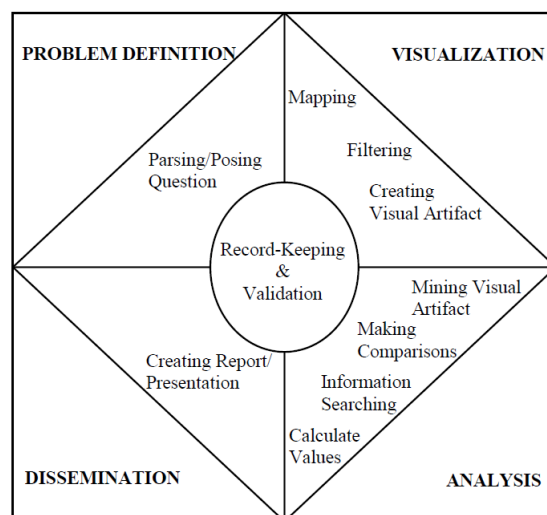 PROBLEM DEFINITION
VISUALIZATION
Mapping
Filtering
Parsing/Posing
Question
Creating
Visual Artifact
Record-Keeping
&
Validation
Mining Visual
Artifact
Making
Comparisons
Creating Report/
Presentation
Information
Searching
Calculate
Values
DISSEMINATION
ANALYSIS